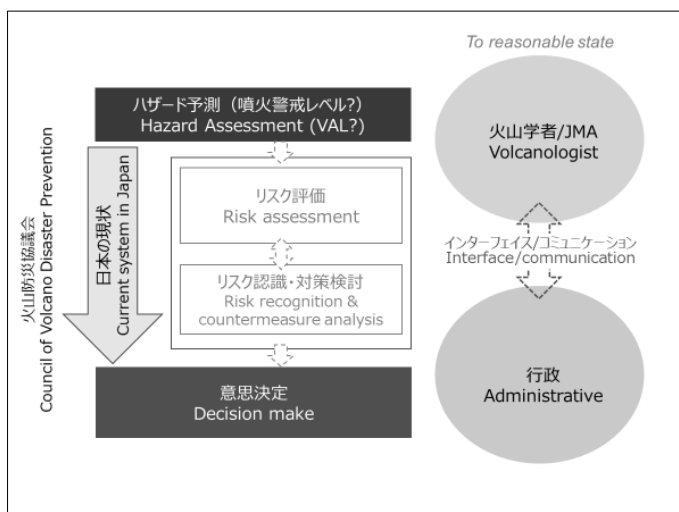 To reasonable state
ハザード予測（噴火警戒レベル?）
Hazard Assessment (VAL?)
火山学者/JMA
Volcanologist
火山防災協議会
Council of Volcano Disaster Prevention
日本の現状
Current system in Japan
リスク評価
Risk assessment
インターフェイス/コミュニケーション
Interface/communication
リスク認識・対策検討
Risk recognition &
countermeasure analysis
意思決定
Decision make
行政
Administrative